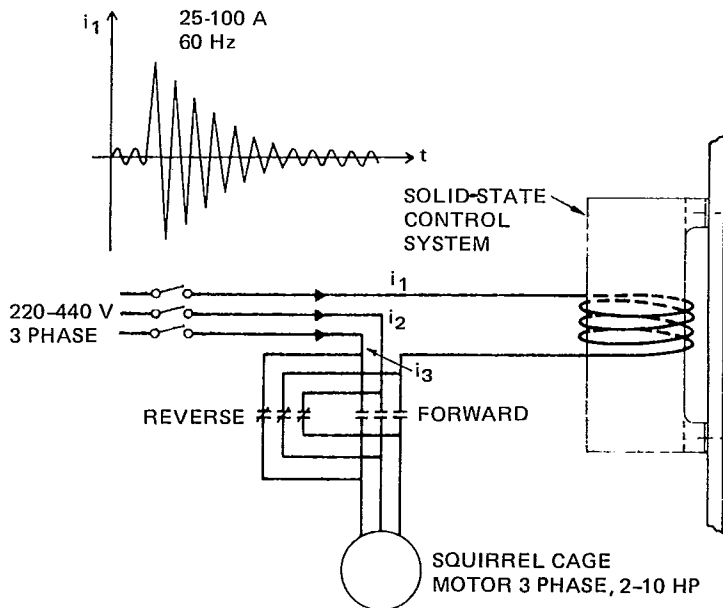 i1
25-100 A
60 Hz
t
SOLID-STATE
CONTROL
SYSTEM
i1
220-440 V
3 PHASE
i2
i3
REVERSE
FORWARD
SQUIRREL CAGE
MOTOR 3 PHASE, 2-10 HP